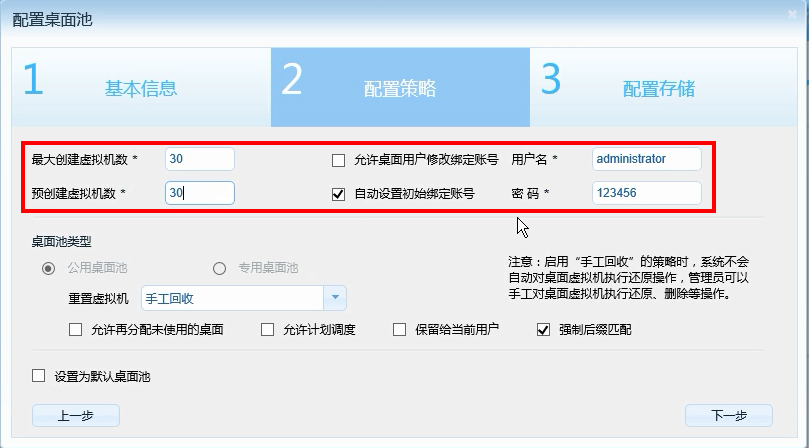 配置桌面池
1 基本信息 2 配置策略 3 配置存储
最大创建虚拟机数 * 30 允许桌面用户修改绑定账号 用户名 * administrator
预创建虚拟机数 * 30 自动设置初始绑定账号 密 码 * 123456
桌面池类型
公用桌面池 专用桌面池
重置虚拟机 手工回收
注意：启用“手工回收”的策略时，系统不会
自动对桌面虚拟机执行还原操作，管理员可以
手工对桌面虚拟机执行还原、删除等操作。
允许再分配未使用的桌面 允许计划调度 保留给当前用户 强制后缀匹配
设置为默认桌面池
上一步 下一步